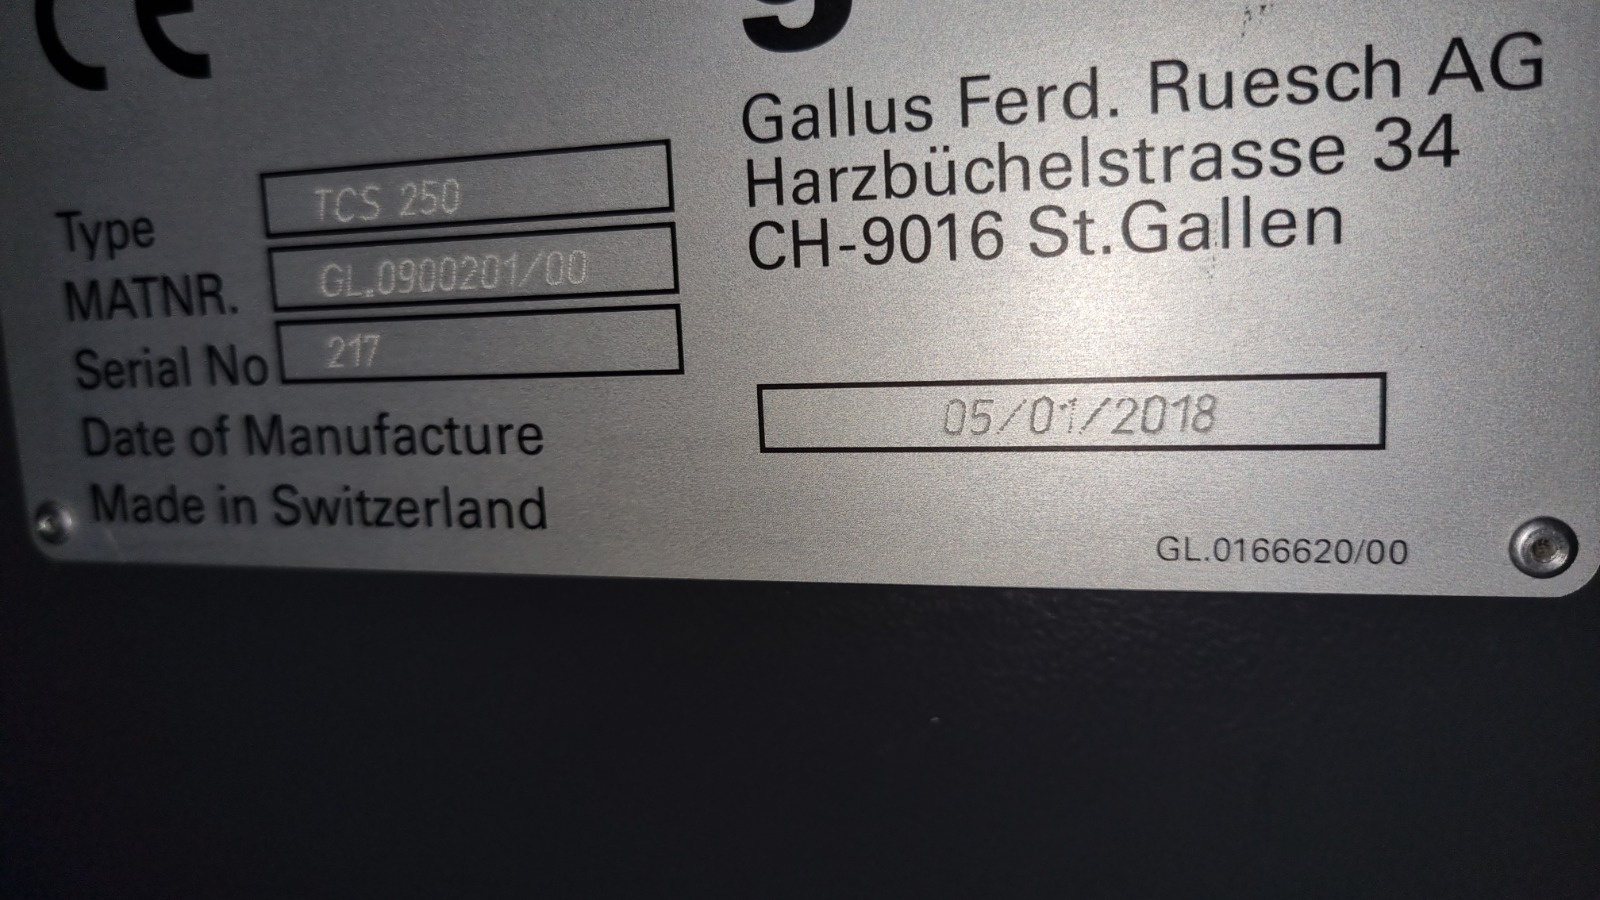 CE
Gallus Ferd. Ruesch AG
Harzbüchelstrasse 34
CH-9016 St.Gallen
Type TCS 250
MATNR. GL.0900201/00
Serial No 217
Date of Manufacture 05/01/2018
Made in Switzerland
GL.0166620/00